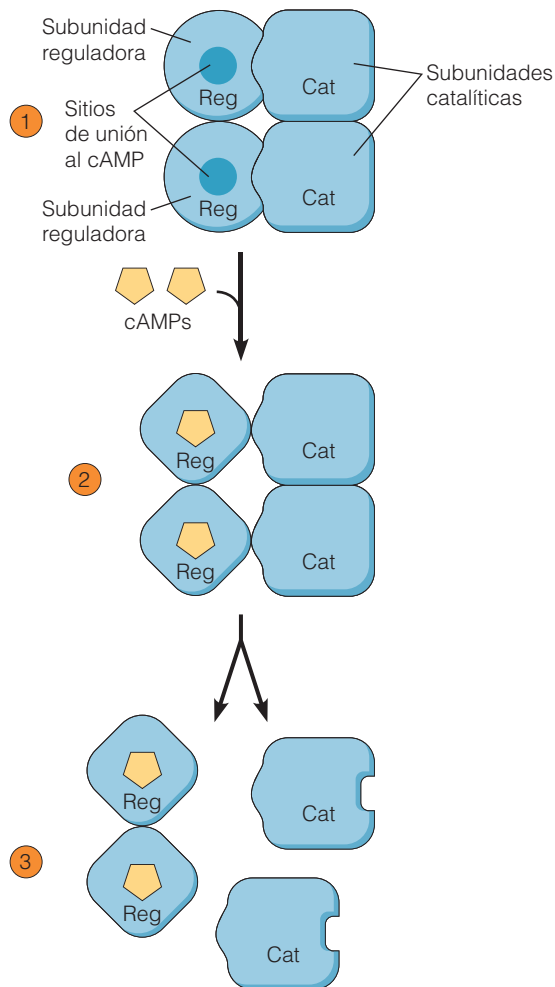 Subunidad
reguladora
Reg
Cat
Subunidades
catalíticas
1
Sitios
de unión
al cAMP
Reg
Cat
Subunidad
reguladora
cAMPs
Reg
Cat
2
Reg
Cat
Reg
Cat
3
Reg
Cat